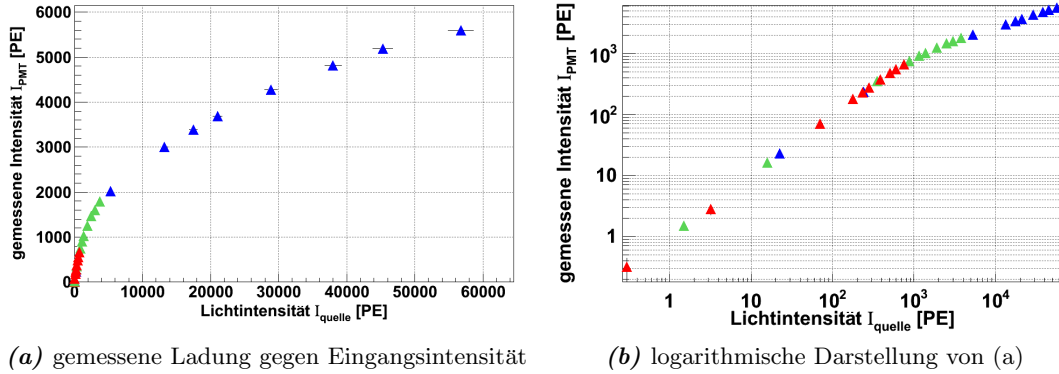 gemessene Intensität I_PMT [PE]
6000
5000
4000
3000
2000
1000
0
0 10000 20000 30000 40000 50000 60000
Lichtintensität I_quelle [PE]
(a) gemessene Ladung gegen Eingangsintensität
gemessene Intensität I_PMT [PE]
10³
10²
10
1
1 10 10² 10³ 10⁴
Lichtintensität I_quelle [PE]
(b) logarithmische Darstellung von (a)